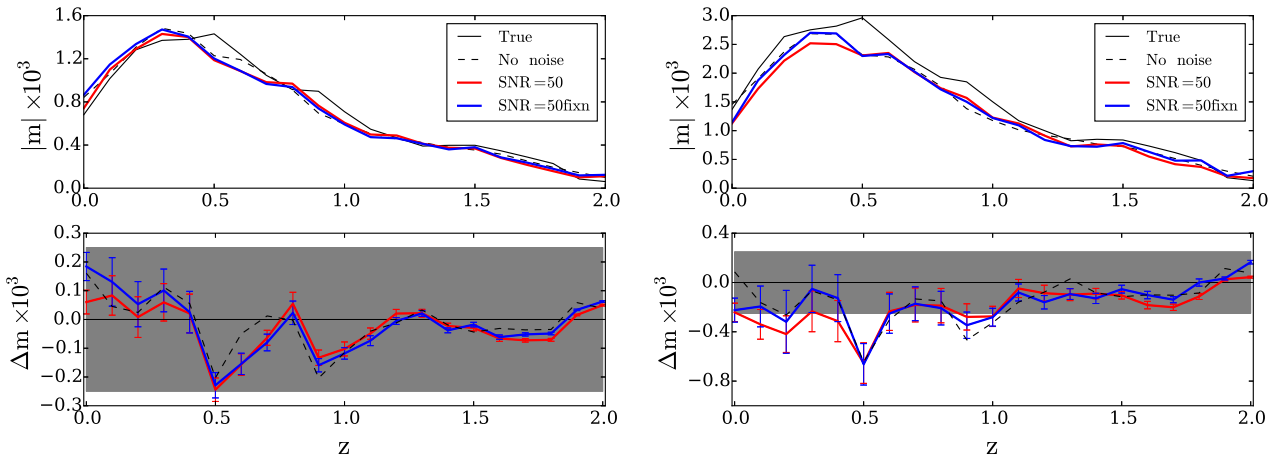 1.6
1.2
0.8
0.4
0.0
|m| ×10³
True
No noise
SNR=50
SNR=50fixn
0.0 0.5 1.0 1.5 2.0
3.0
2.5
2.0
1.5
1.0
0.5
0.0
|m| ×10³
True
No noise
SNR=50
SNR=50fixn
0.0 0.5 1.0 1.5 2.0
0.3
0.2
0.1
0.0
−0.1
−0.2
−0.3
Δm ×10³
0.0 0.5 1.0 1.5 2.0
z
0.4
0.0
−0.4
−0.8
Δm ×10³
0.0 0.5 1.0 1.5 2.0
z